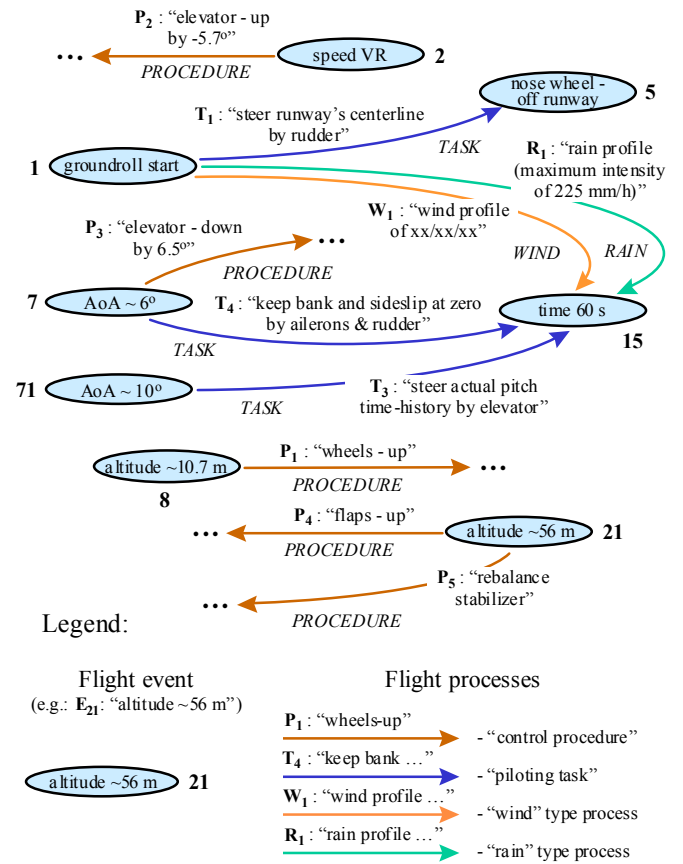 P2 : “elevator - up
by -5.7º”
...
speed VR
2
PROCEDURE
nose wheel -
off runway
5
T1 : “steer runway’s centerline
by rudder”
TASK
R1 : “rain profile
(maximum intensity
of 225 mm/h)”
1
groundroll start
W1 : “wind profile
of xx/xx/xx”
P3 : “elevator - down
by 6.5º”
...
PROCEDURE
WIND
RAIN
7
AoA ~ 6º
T4 : “keep bank and sideslip at zero
by ailerons & rudder”
time 60 s
15
TASK
71
AoA ~ 10º
TASK
T3 : “steer actual pitch
time-history by elevator”
P1 : “wheels - up”
altitude ~10.7 m
...
8
PROCEDURE
P4 : “flaps - up”
...
altitude ~56 m
21
PROCEDURE
P5 : “rebalance
stabilizer”
...
PROCEDURE
Legend:
Flight event
(e.g.: E21: “altitude ~56 m”)
altitude ~56 m
21
Flight processes
P1 : “wheels-up”
- “control procedure”
T4 : “keep bank …”
- “piloting task”
W1 : “wind profile …”
- “wind” type process
R1 : “rain profile …”
- “rain” type process